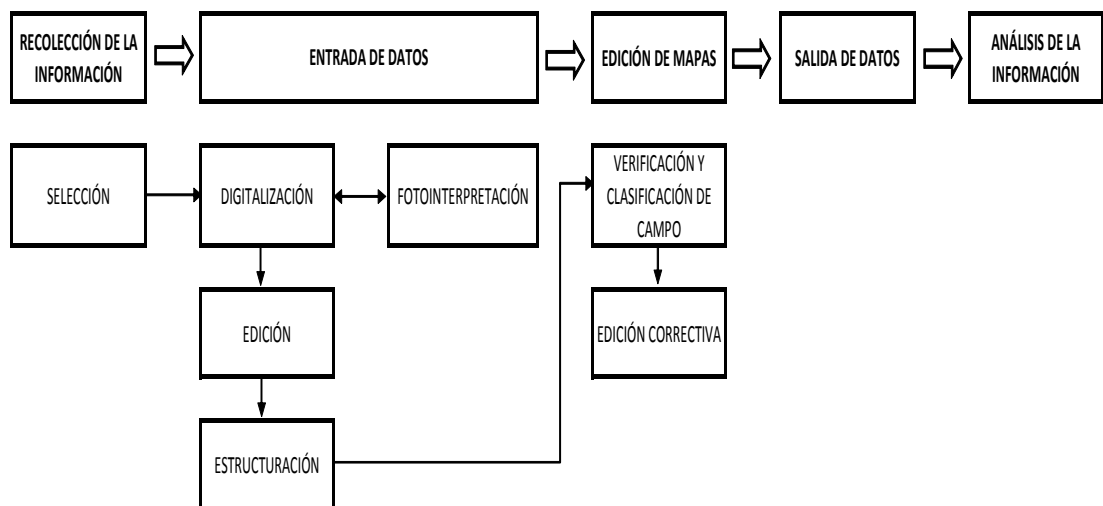 RECOLECCIÓN DE LA
INFORMACIÓN
ENTRADA DE DATOS
EDICIÓN DE MAPAS
SALIDA DE DATOS
ANÁLISIS DE LA
INFORMACIÓN
SELECCIÓN
DIGITALIZACIÓN
FOTOINTERPRETACIÓN
VERIFICACIÓN Y
CLASIFICACIÓN DE
CAMPO
EDICIÓN
EDICIÓN CORRECTIVA
ESTRUCTURACIÓN